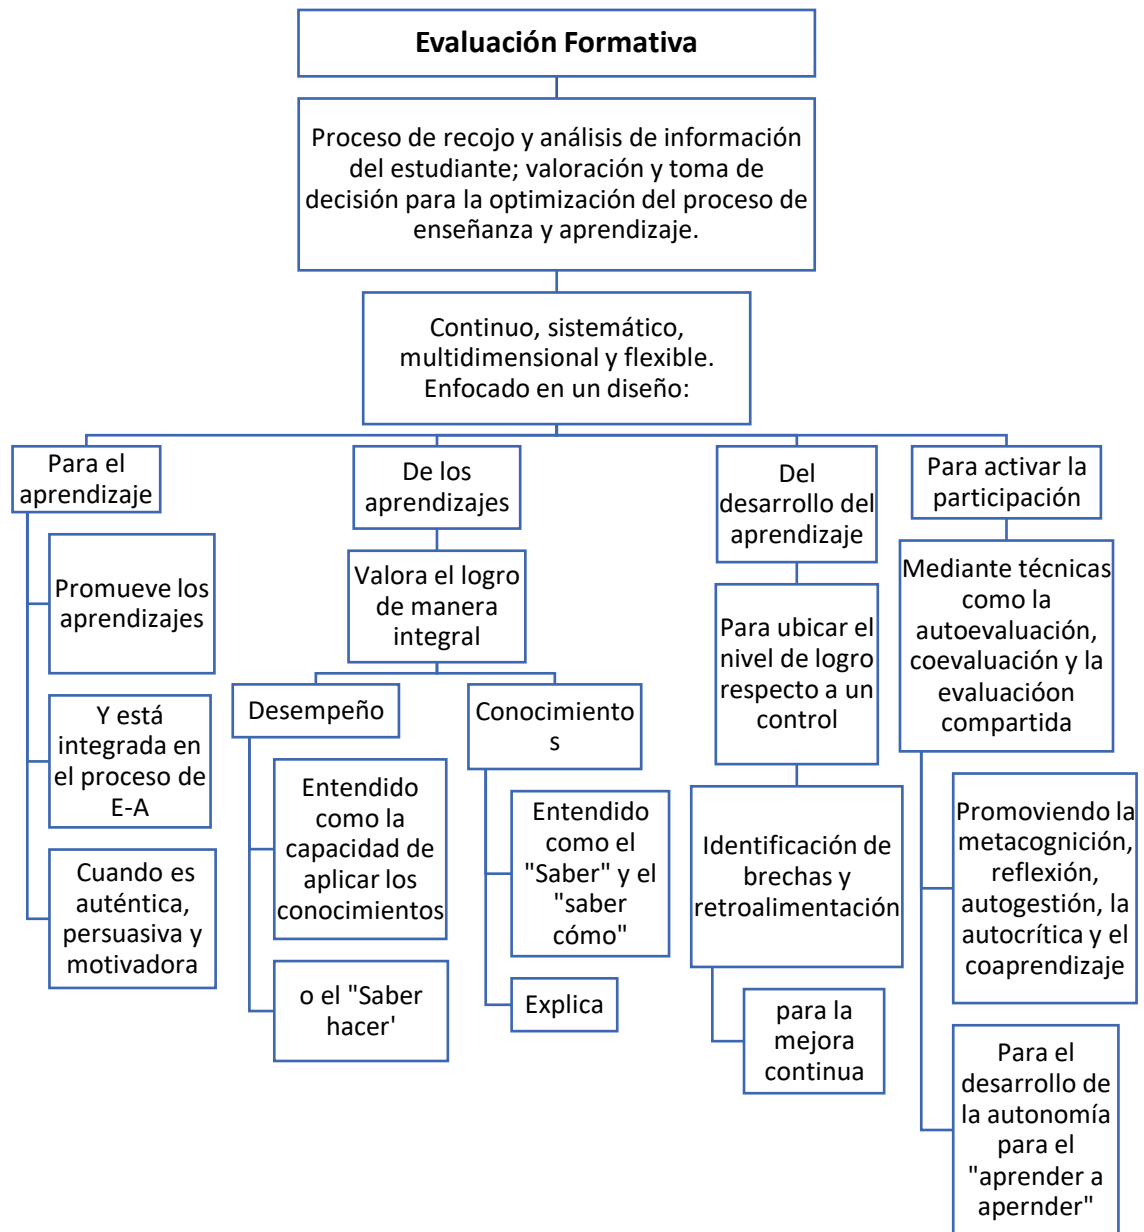 Evaluación Formativa
Proceso de recojo y análisis de información
del estudiante; valoración y toma de
decisión para la optimización del proceso de
enseñanza y aprendizaje.
Continuo, sistemático,
multidimensional y flexible.
Enfocado en un diseño:
Para el
aprendizaje
Promueve los
aprendizajes
Y está
integrada en
el proceso de
E-A
Cuando es
auténtica,
persuasiva y
motivadora
De los
aprendizajes
Valora el logro
de manera
integral
Desempeño
Entendido
como la
capacidad de
aplicar los
conocimientos
o el "Saber
hacer'
Conocimiento
s
Entendido
como el
"Saber" y el
"saber
cómo"
Explica
Del
desarrollo del
aprendizaje
Para ubicar el
nivel de logro
respecto a un
control
Identificación de
brechas y
retroalimentación
para la
mejora
continua
Para activar la
participación
Mediante técnicas
como la
autoevaluación,
coevaluación y la
evaluacióon
compartida
Promoviendo la
metacognición,
reflexión,
autogestión, la
autocrítica y el
coaprendizaje
Para el
desarrollo de
la autonomía
para el
"aprender a
apernder"